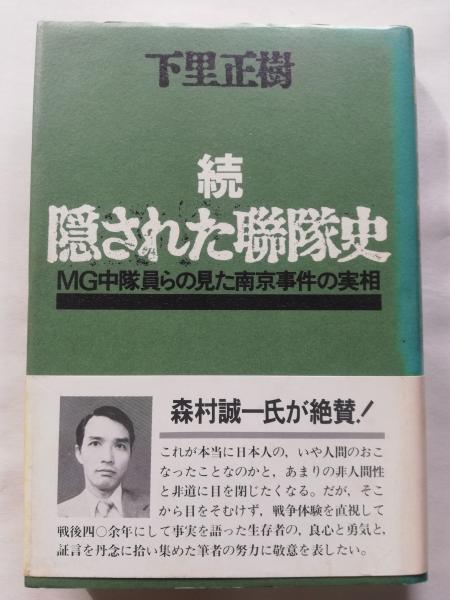 下里正樹
続
隠された聯隊史
MG中隊員らの見た南京事件の実相
森村誠一氏が絶賛!
これが本当に日本人の，いや人間のおこ
なったことなのかと，あまりの非人間性
と非道に目を閉じたくなる。だが，そこ
から目をそむけず，戦争体験を直視して
戦後四〇余年にして事実を語った生存者の，良心と勇気と，
証言を丹念に拾い集めた筆者の努力に敬意を表したい。